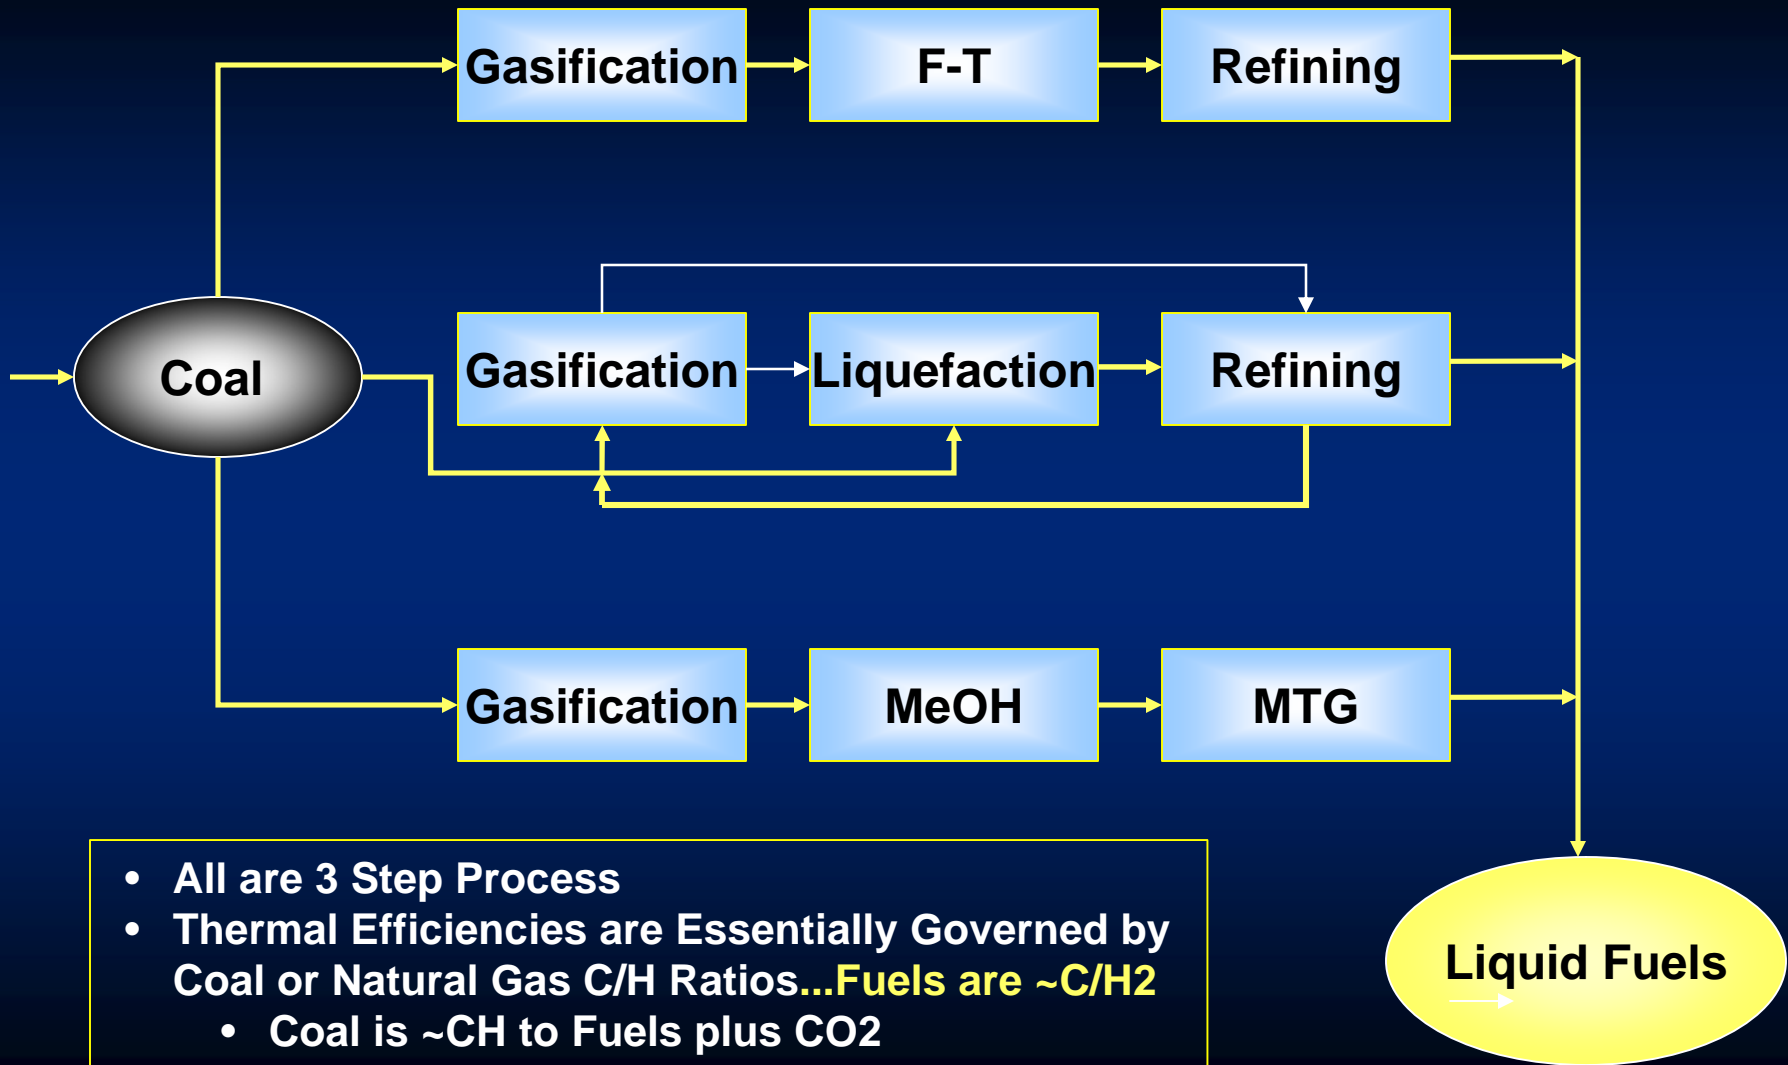 Gasification F-T Refining
Coal Gasification Liquefaction Refining
Gasification MeOH MTG
• All are 3 Step Process
• Thermal Efficiencies are Essentially Governed by
Coal or Natural Gas C/H Ratios...Fuels are ~C/H2
• Coal is ~CH to Fuels plus CO2
Liquid Fuels